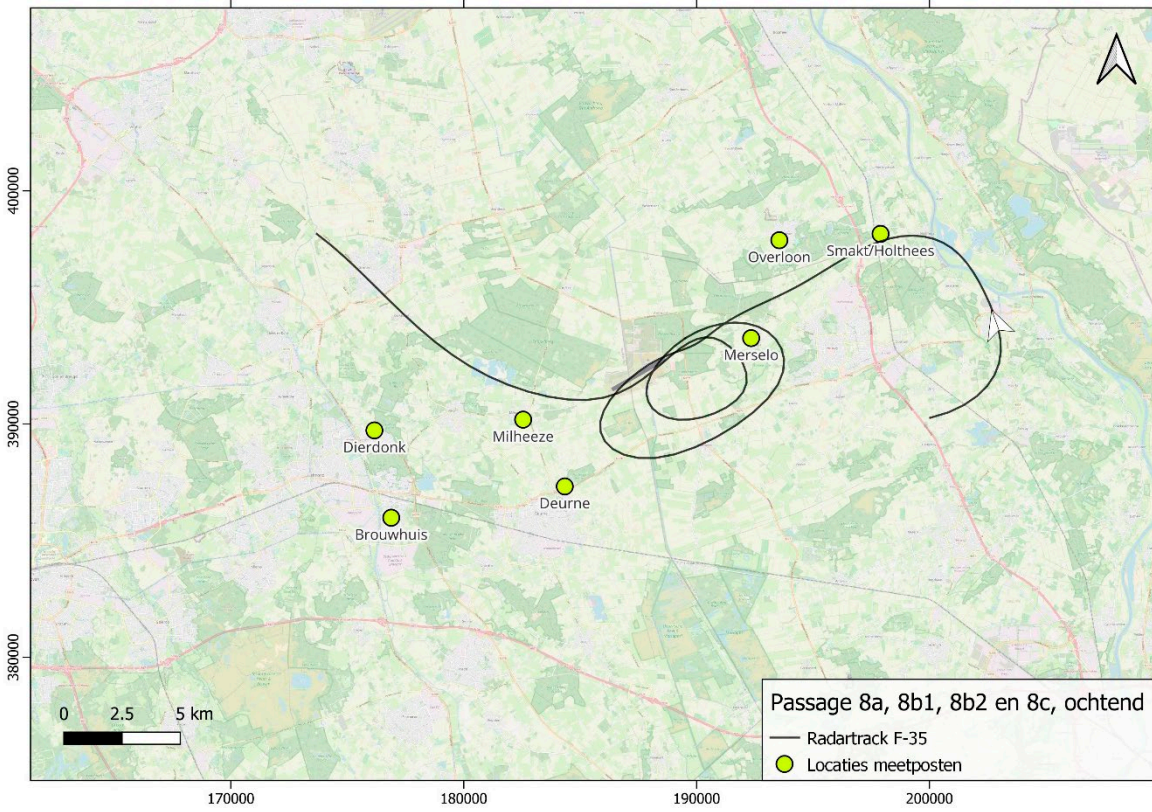 400000
390000
380000
Overloon
Smakt/Holthees
Merselo
Milheeze
Dierdonk
Deurne
Brouwhuis
0 2.5 5 km
Passage 8a, 8b1, 8b2 en 8c, ochtend
Radartrack F-35
Locaties meetposten
170000 180000 190000 200000